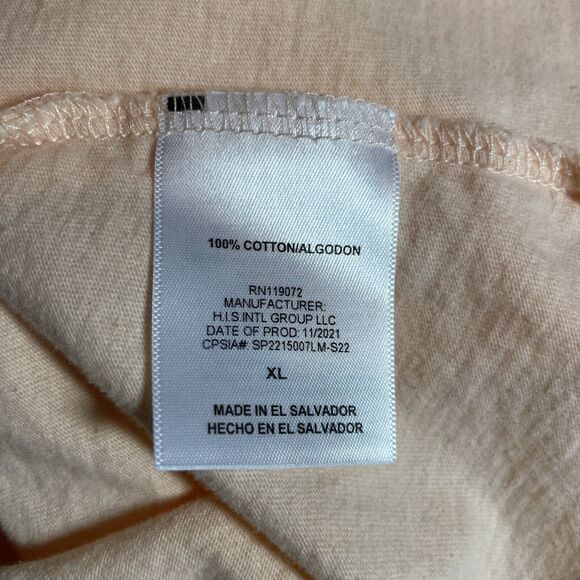 100% COTTON/ALGODON
RN119072
MANUFACTURER:
H.I.S.INTL GROUP LLC
DATE OF PROD: 11/2021
CPSIA#: SP2215007LM-S22
XL
MADE IN EL SALVADOR
HECHO EN EL SALVADOR